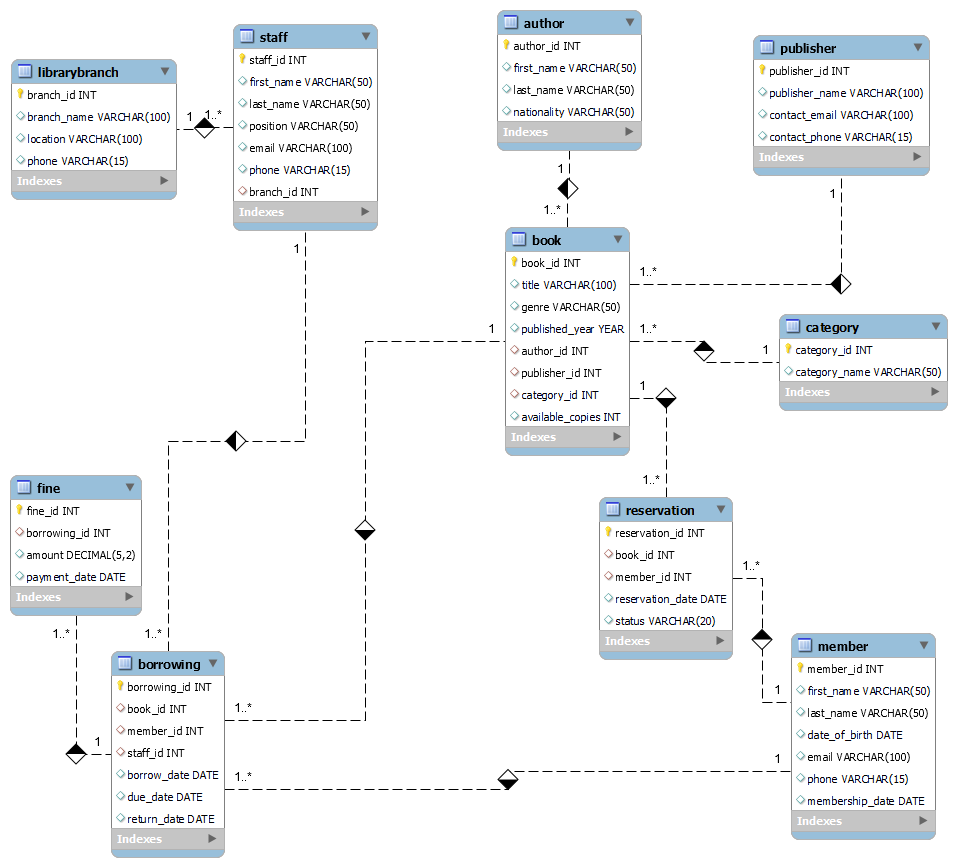 librarybranch
branch_id INT
branch_name VARCHAR(100)
location VARCHAR(100)
phone VARCHAR(15)
Indexes
1
1..*
staff
staff_id INT
first_name VARCHAR(50)
last_name VARCHAR(50)
position VARCHAR(50)
email VARCHAR(100)
phone VARCHAR(15)
branch_id INT
Indexes
1
author
author_id INT
first_name VARCHAR(50)
last_name VARCHAR(50)
nationality VARCHAR(50)
Indexes
1
1..*
publisher
publisher_id INT
publisher_name VARCHAR(100)
contact_email VARCHAR(100)
contact_phone VARCHAR(15)
Indexes
1
1..*
book
book_id INT
title VARCHAR(100)
genre VARCHAR(50)
published_year YEAR
author_id INT
publisher_id INT
category_id INT
available_copies INT
Indexes
1
1..*
1
category
category_id INT
category_name VARCHAR(50)
Indexes
1
1..*
reservation
reservation_id INT
book_id INT
member_id INT
reservation_date DATE
status VARCHAR(20)
Indexes
1..*
1
member
member_id INT
first_name VARCHAR(50)
last_name VARCHAR(50)
date_of_birth DATE
email VARCHAR(100)
phone VARCHAR(15)
membership_date DATE
Indexes
1
fine
fine_id INT
borrowing_id INT
amount DECIMAL(5,2)
payment_date DATE
Indexes
1..*
1
1..*
borrowing
borrowing_id INT
book_id INT
member_id INT
staff_id INT
borrow_date DATE
due_date DATE
return_date DATE
Indexes
1..*
1..*